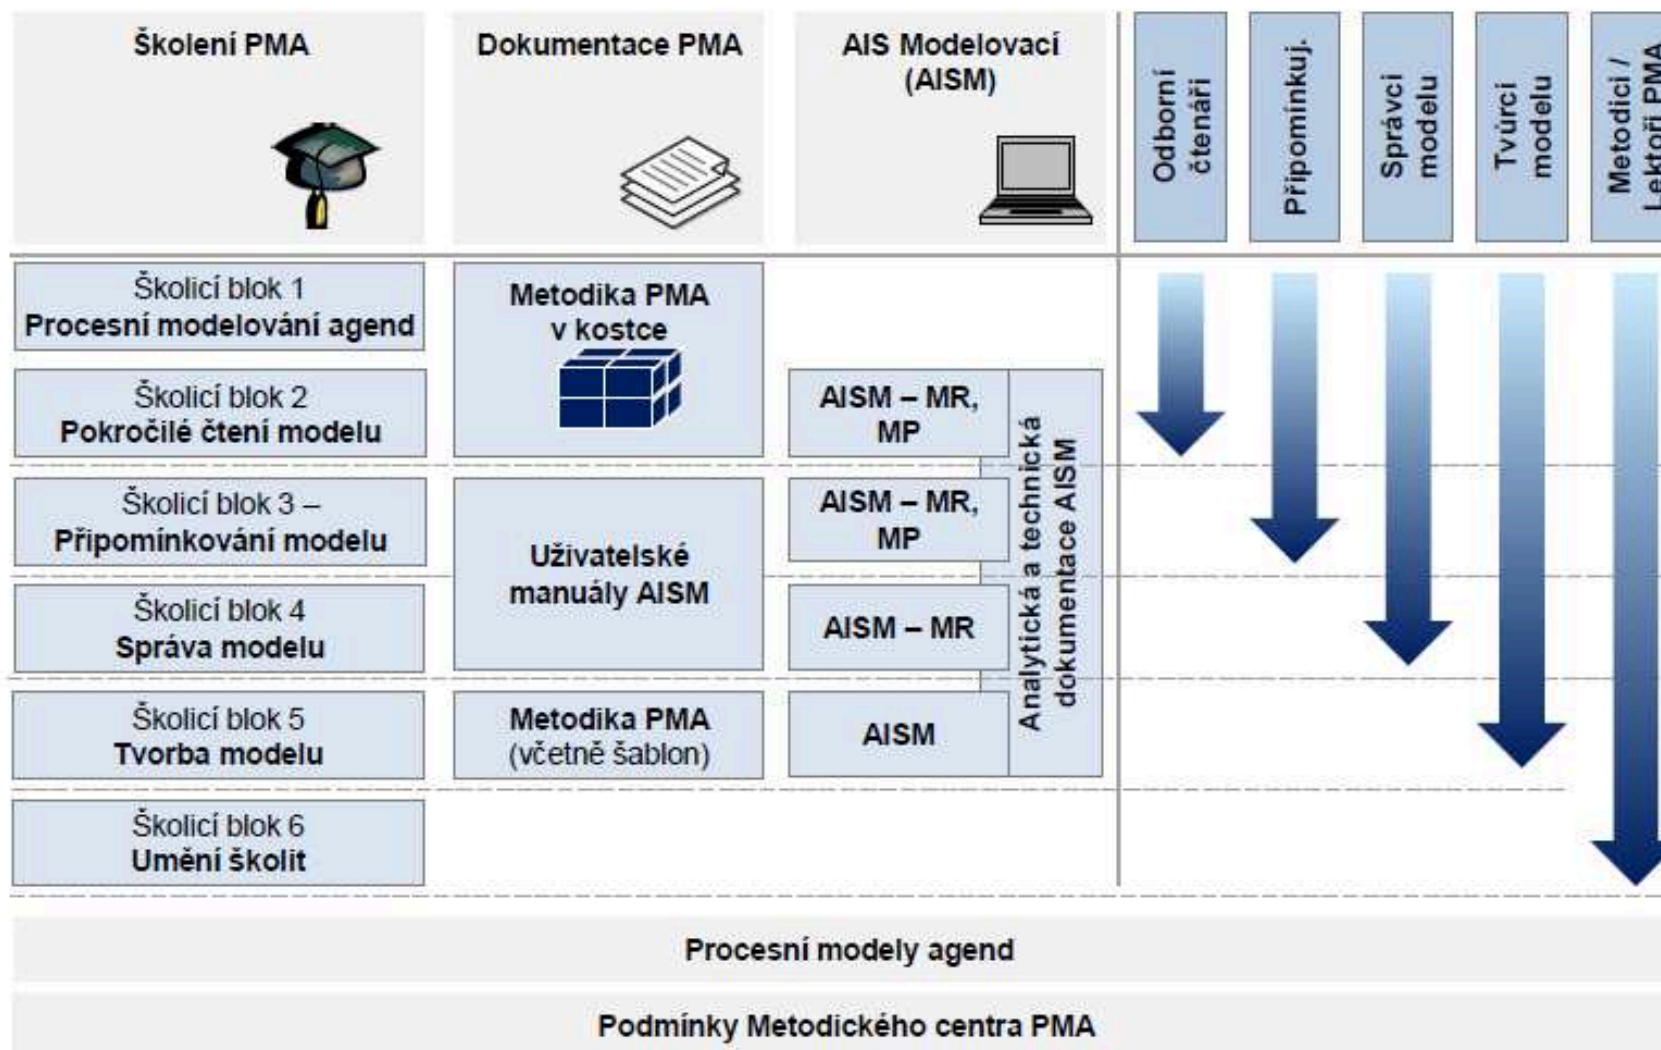 Školení PMA
Dokumentace PMA
AIS Modelovací
(AISM)
Odborní
čtenáři
Připomínkuj.
Správci
modelu
Tvůrci
modelu
Metodici /
Lektoři PMA
Školicí blok 1
Procesní modelování agend
Metodika PMA
v kostce
Školicí blok 2
Pokročilé čtení modelu
AISM – MR,
MP
Analytická a technická
dokumentace AISM
Školicí blok 3 –
Připomínkování modelu
Uživatelské
manuály AISM
AISM – MR,
MP
Školicí blok 4
Správa modelu
AISM – MR
Školicí blok 5
Tvorba modelu
Metodika PMA
(včetně šablon)
AISM
Školicí blok 6
Umění školit
Procesní modely agend
Podmínky Metodického centra PMA